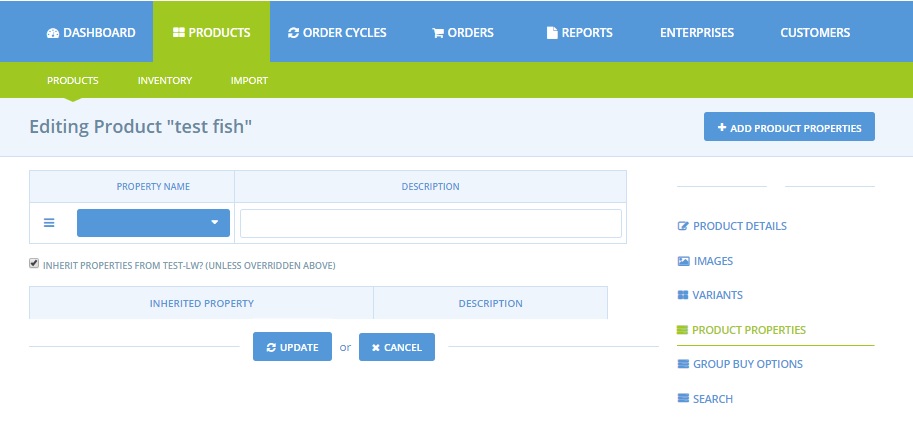 DASHBOARD PRODUCTS ORDER CYCLES ORDERS REPORTS ENTERPRISES CUSTOMERS
PRODUCTS INVENTORY IMPORT
Editing Product "test fish"
ADD PRODUCT PROPERTIES
PROPERTY NAME DESCRIPTION
INHERIT PROPERTIES FROM TEST-LW? (UNLESS OVERRIDDEN ABOVE)
INHERITED PROPERTY DESCRIPTION
UPDATE or CANCEL
PRODUCT DETAILS
IMAGES
VARIANTS
PRODUCT PROPERTIES
GROUP BUY OPTIONS
SEARCH